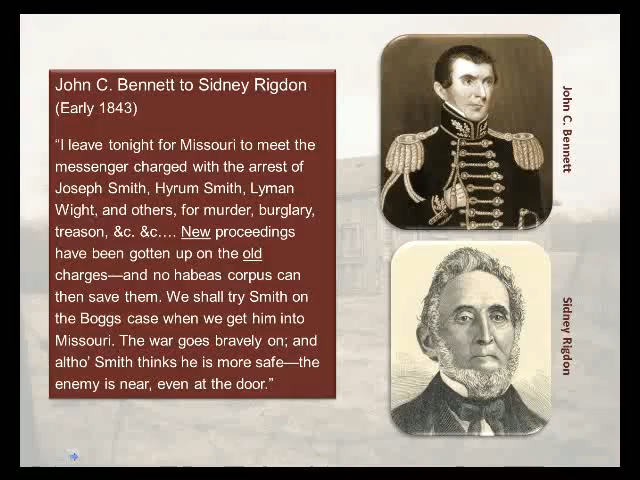 John C. Bennett to Sidney Rigdon
(Early 1843)
“I leave tonight for Missouri to meet the
messenger charged with the arrest of
Joseph Smith, Hyrum Smith, Lyman
Wight, and others, for murder, burglary,
treason, &c. &c…. New proceedings
have been gotten up on the old
charges—and no habeas corpus can
then save them. We shall try Smith on
the Boggs case when we get him into
Missouri. The war goes bravely on; and
altho’ Smith thinks he is more safe—the
enemy is near, even at the door.”
John C. Bennett
Sidney Rigdon